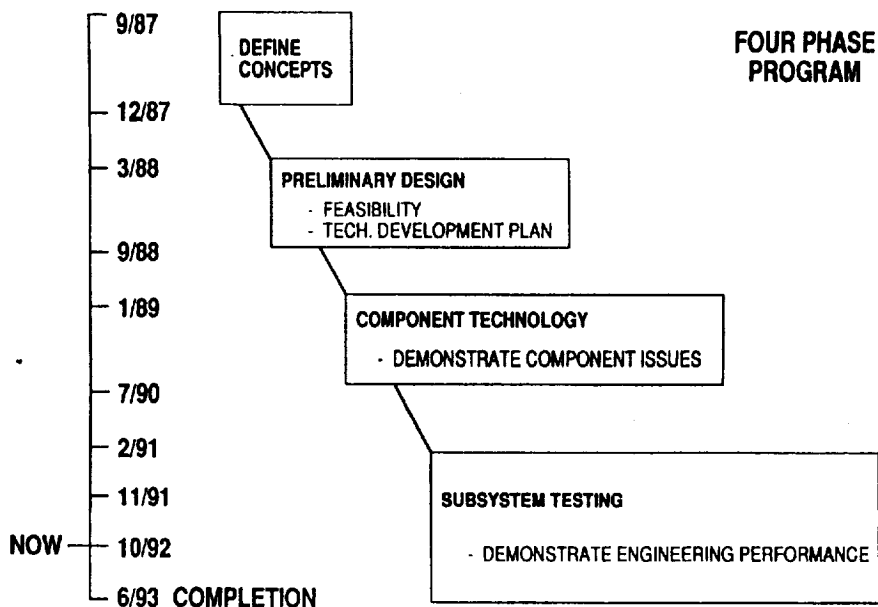 FOUR PHASE
PROGRAM
9/87
12/87
3/88
9/88
1/89
7/90
2/91
11/91
NOW
10/92
6/93 COMPLETION
DEFINE
CONCEPTS
PRELIMINARY DESIGN
- FEASIBILITY
- TECH. DEVELOPMENT PLAN
COMPONENT TECHNOLOGY
- DEMONSTRATE COMPONENT ISSUES
SUBSYSTEM TESTING
- DEMONSTRATE ENGINEERING PERFORMANCE